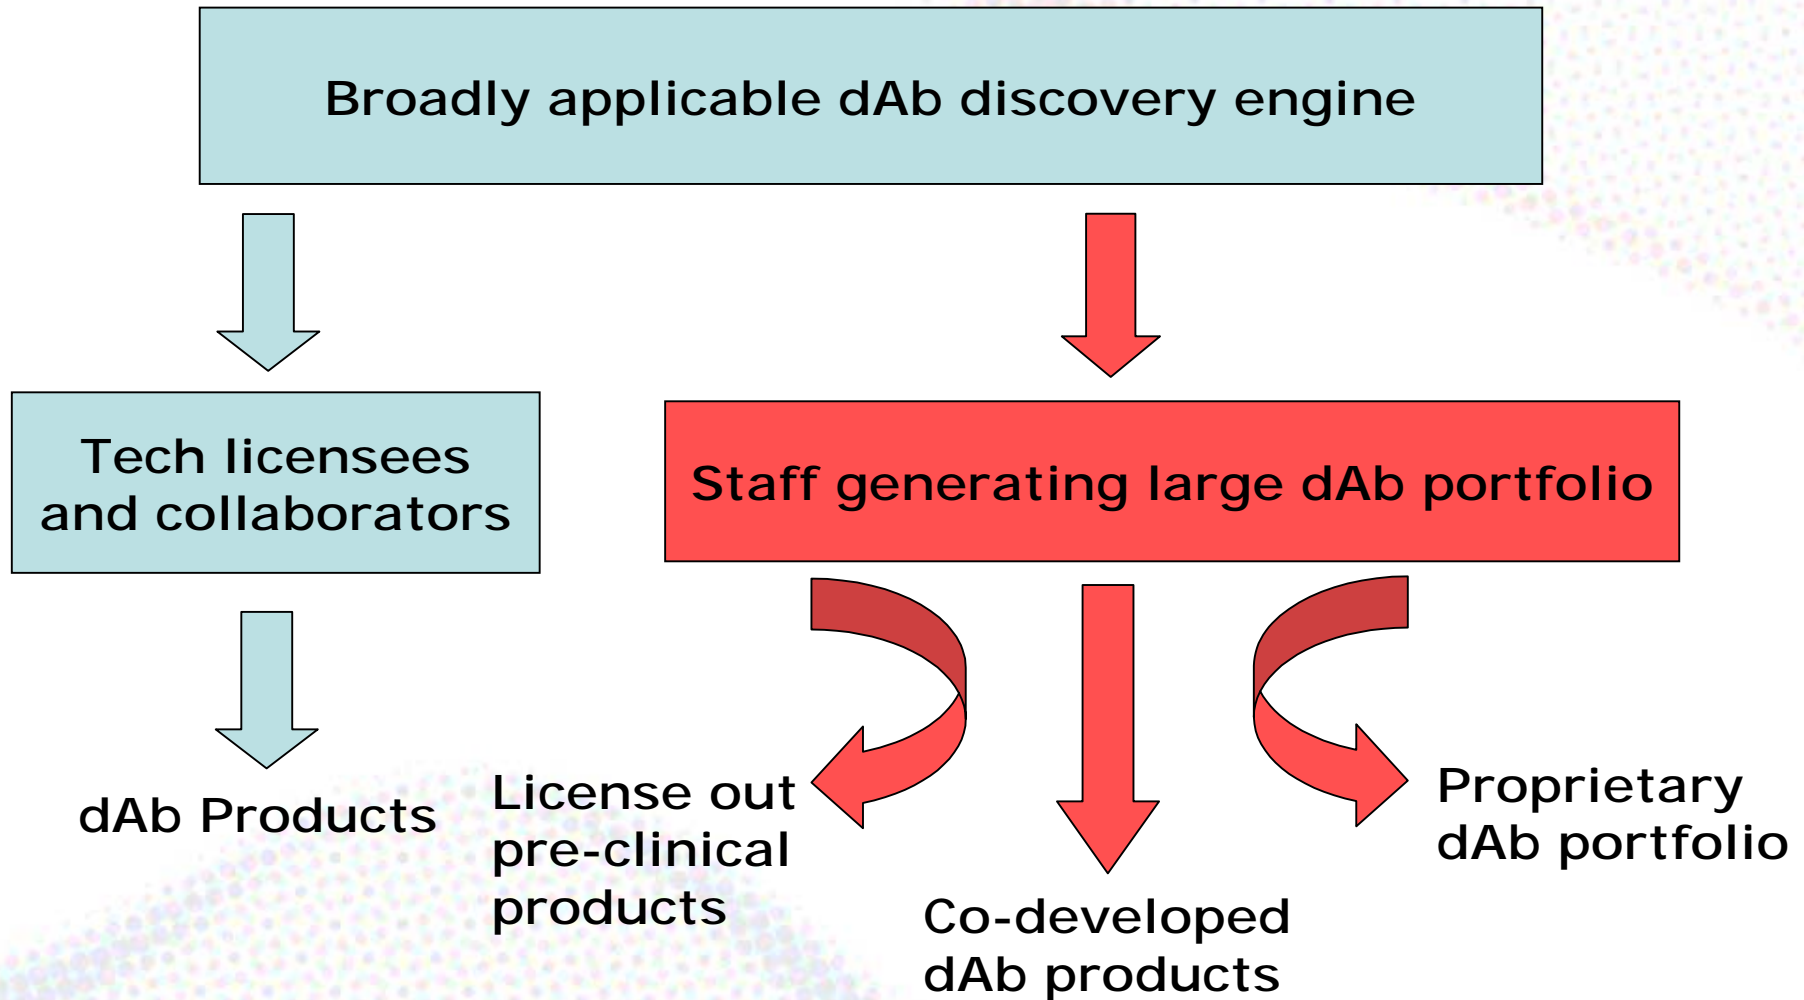 Broadly applicable dAb discovery engine
Tech licensees
and collaborators
Staff generating large dAb portfolio
dAb Products
License out
pre-clinical
products
Co-developed
dAb products
Proprietary
dAb portfolio